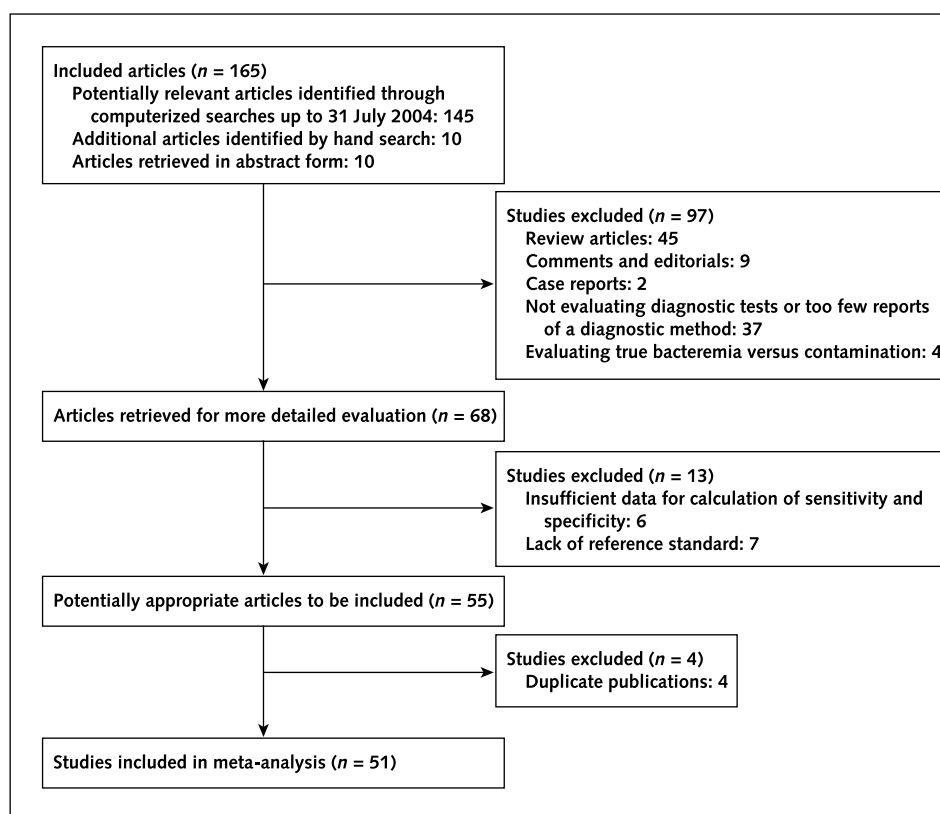 Included articles (n = 165)
Potentially relevant articles identified through
computerized searches up to 31 July 2004: 145
Additional articles identified by hand search: 10
Articles retrieved in abstract form: 10
Studies excluded (n = 97)
Review articles: 45
Comments and editorials: 9
Case reports: 2
Not evaluating diagnostic tests or too few reports
of a diagnostic method: 37
Evaluating true bacteremia versus contamination: 4
Articles retrieved for more detailed evaluation (n = 68)
Studies excluded (n = 13)
Insufficient data for calculation of sensitivity and
specificity: 6
Lack of reference standard: 7
Potentially appropriate articles to be included (n = 55)
Studies excluded (n = 4)
Duplicate publications: 4
Studies included in meta-analysis (n = 51)